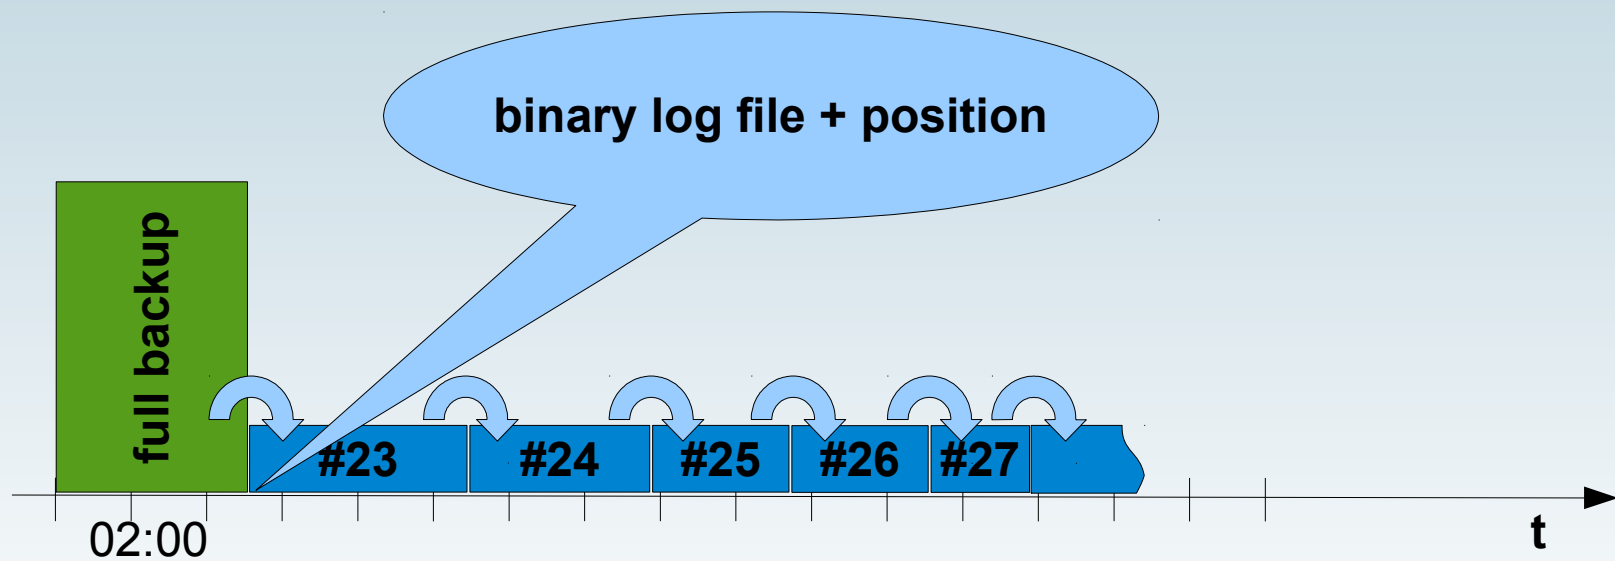 binary log file + position
full backup
#23
#24
#25
#26
#27
02:00
t